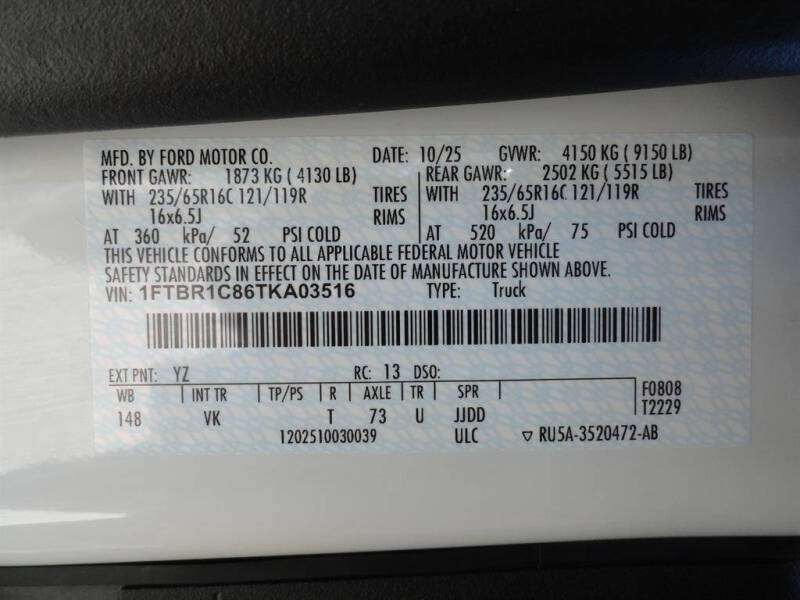 MFD. BY FORD MOTOR CO. DATE: 10/25 GVWR: 4150 KG ( 9150 LB)
FRONT GAWR: 1873 KG ( 4130 LB) REAR GAWR: 2502 KG ( 5515 LB)
WITH 235/65R16C 121/119R TIRES WITH 235/65R16C 121/119R TIRES
16x6.5J RIMS 16x6.5J RIMS
AT 360 kPa/ 52 PSI COLD AT 520 kPa/ 75 PSI COLD
THIS VEHICLE CONFORMS TO ALL APPLICABLE FEDERAL MOTOR VEHICLE
SAFETY STANDARDS IN EFFECT ON THE DATE OF MANUFACTURE SHOWN ABOVE.
VIN: 1FTBR1C86TKA03516 TYPE: Truck
EXT PNT: YZ RC: 13 DSO:
WB INT TR TP/PS R AXLE TR SPR F0808
148 VK T 73 U JJDD T2229
1202510030039 ULC ▽ RU5A-3520472-AB